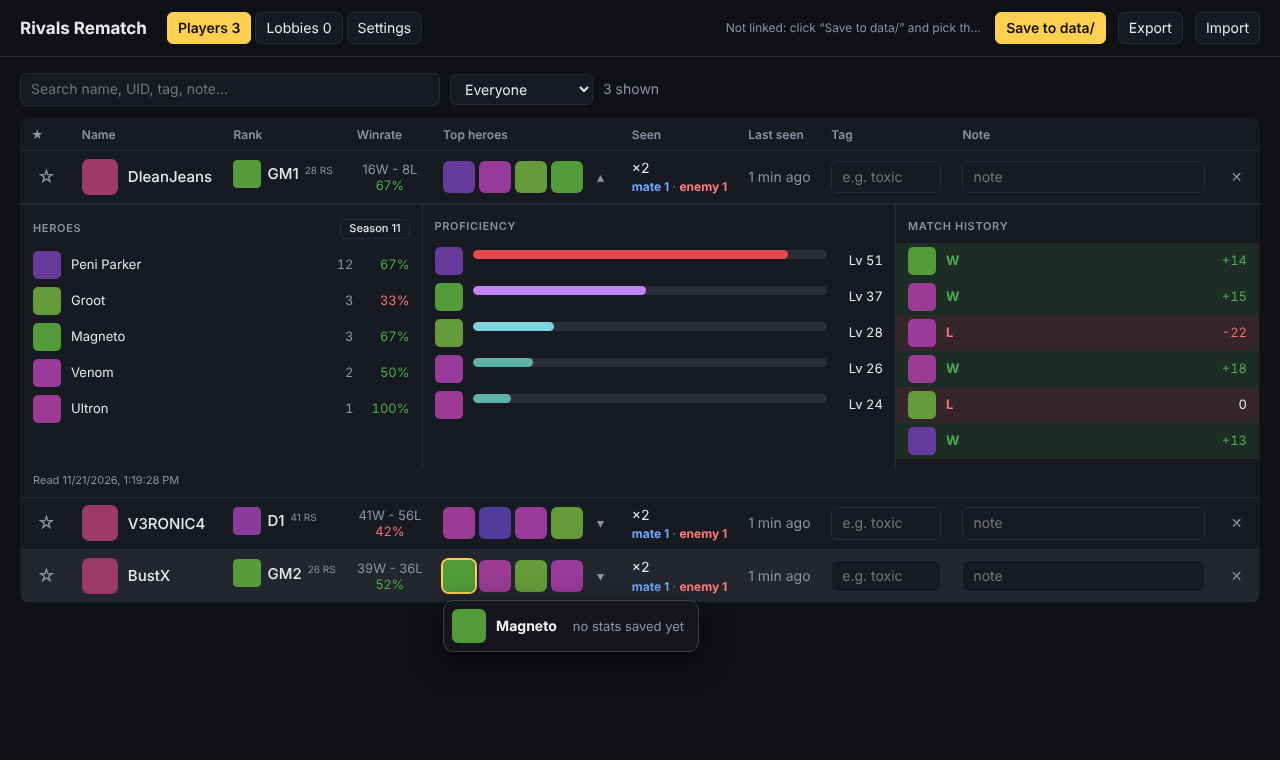 Rivals Rematch Players 3 Lobbies 0 Settings Not linked: click “Save to data/” and pick th... Save to data/ Export Import
Search name, UID, tag, note... Everyone 3 shown
★ Name Rank Winrate Top heroes Seen Last seen Tag Note
☆ DleanJeans GM1 28 RS 16W - 8L 67% ▲ ×2 mate 1 · enemy 1 1 min ago e.g. toxic note ✕
HEROES Season 11
Peni Parker 12 67%
Groot 3 33%
Magneto 3 67%
Venom 2 50%
Ultron 1 100%
PROFICIENCY
Lv 51
Lv 37
Lv 28
Lv 26
Lv 24
MATCH HISTORY
W +14
W +15
L -22
W +18
L 0
W +13
Read 11/21/2026, 1:19:28 PM
☆ V3RONIC4 D1 41 RS 41W - 56L 42% ▼ ×2 mate 1 · enemy 1 1 min ago e.g. toxic note ✕
☆ BustX GM2 26 RS 39W - 36L 52% ▼ ×2 mate 1 · enemy 1 1 min ago e.g. toxic note ✕
Magneto no stats saved yet